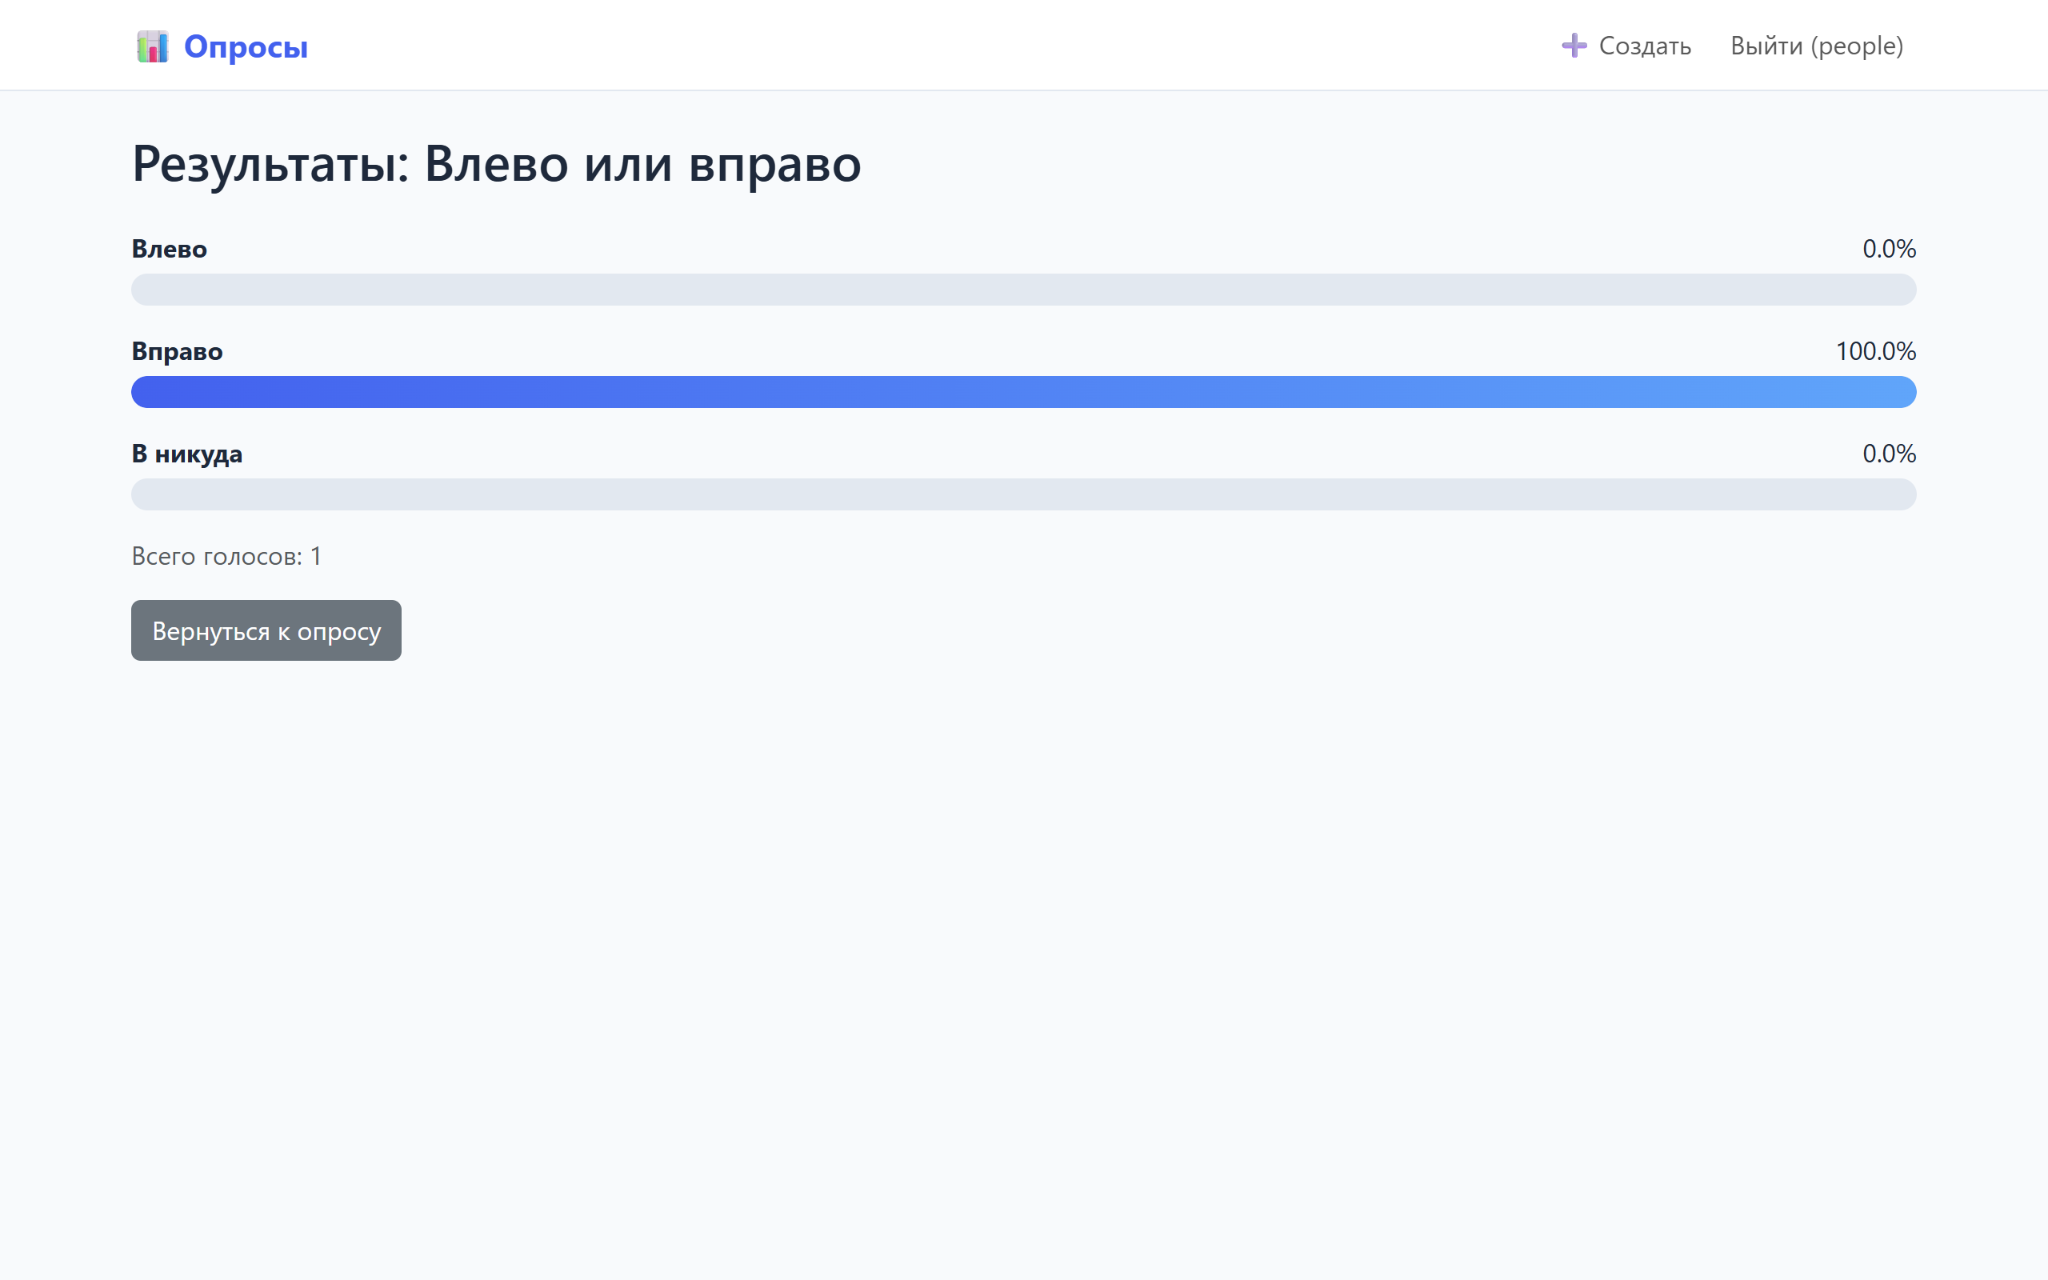 Опросы
Создать
Выйти (people)
Результаты: Влево или вправо
Влево 0.0%
Вправо 100.0%
В никуда 0.0%
Всего голосов: 1
Вернуться к опросу